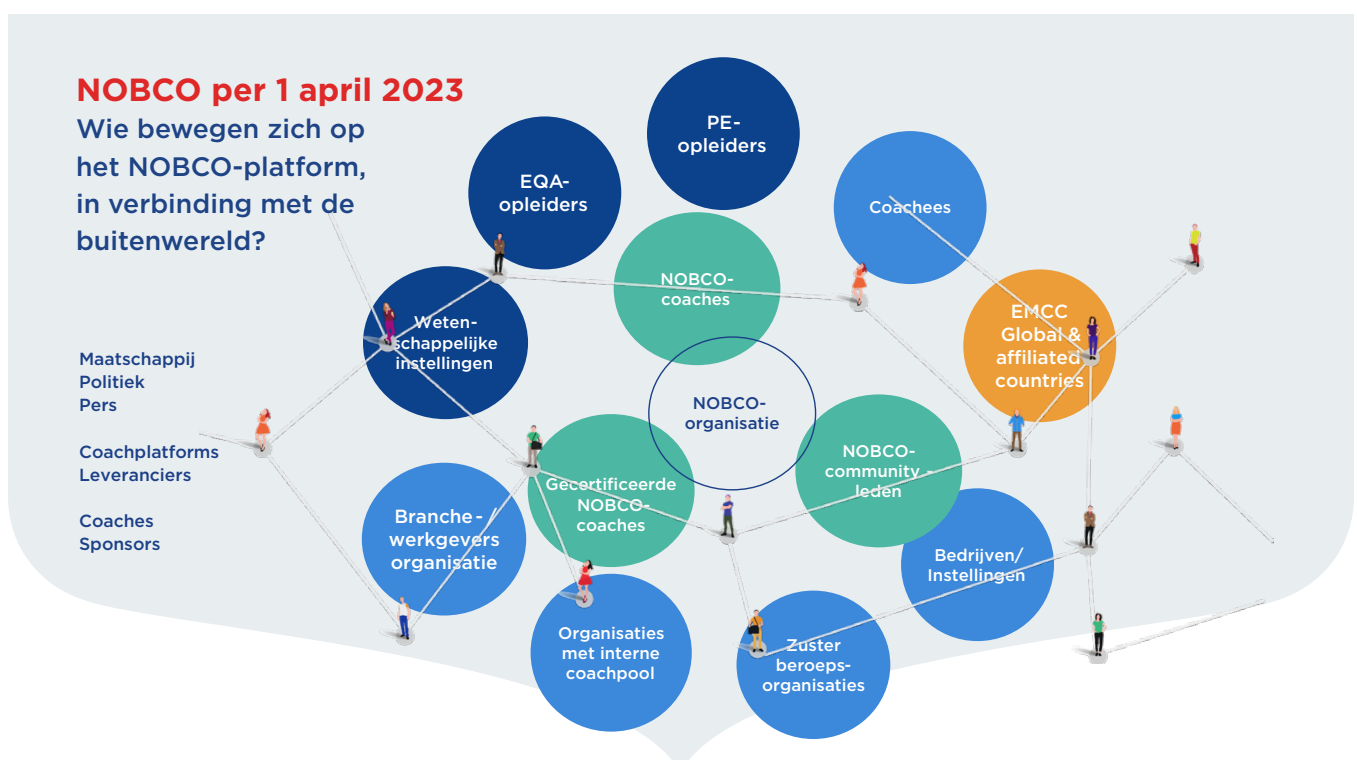 NOBCO per 1 april 2023
Wie bewegen zich op
het NOBCO-platform,
in verbinding met de
buitenwereld?
Maatschappij
Politiek
Pers
Coachplatforms
Leveranciers
Coaches
Sponsors
PE-
opleiders
EQA-
opleiders
Coachees
NOBCO-
coaches
Weten-
schappelijke
instellingen
EMCC
Global &
affiliated
countries
NOBCO-
organisatie
NOBCO-
community -
leden
Gecertificeerde
NOBCO-
coaches
Branche- /
werkgevers
organisatie
Bedrijven/
Instellingen
Organisaties
met interne
coachpool
Zuster
beroeps-
organisaties